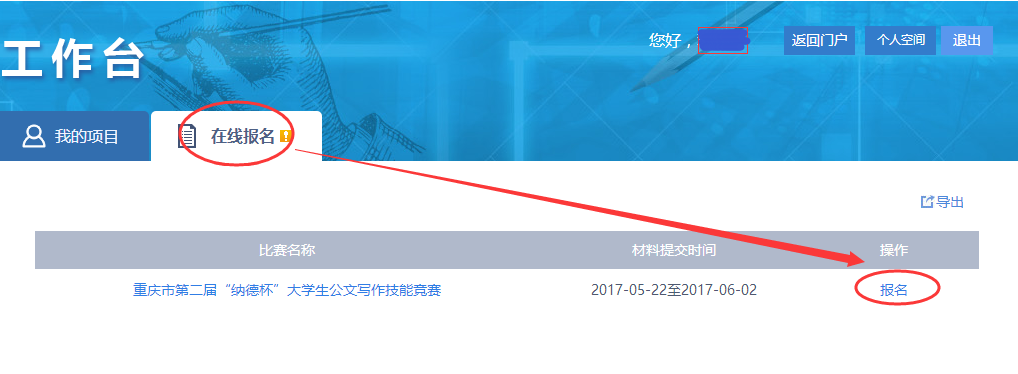 工作台
您好，
返回门户
个人空间
退出
我的项目
在线报名
导出
比赛名称 材料提交时间 操作
重庆市第二届“纳德杯”大学生公文写作技能竞赛 2017-05-22至2017-06-02 报名